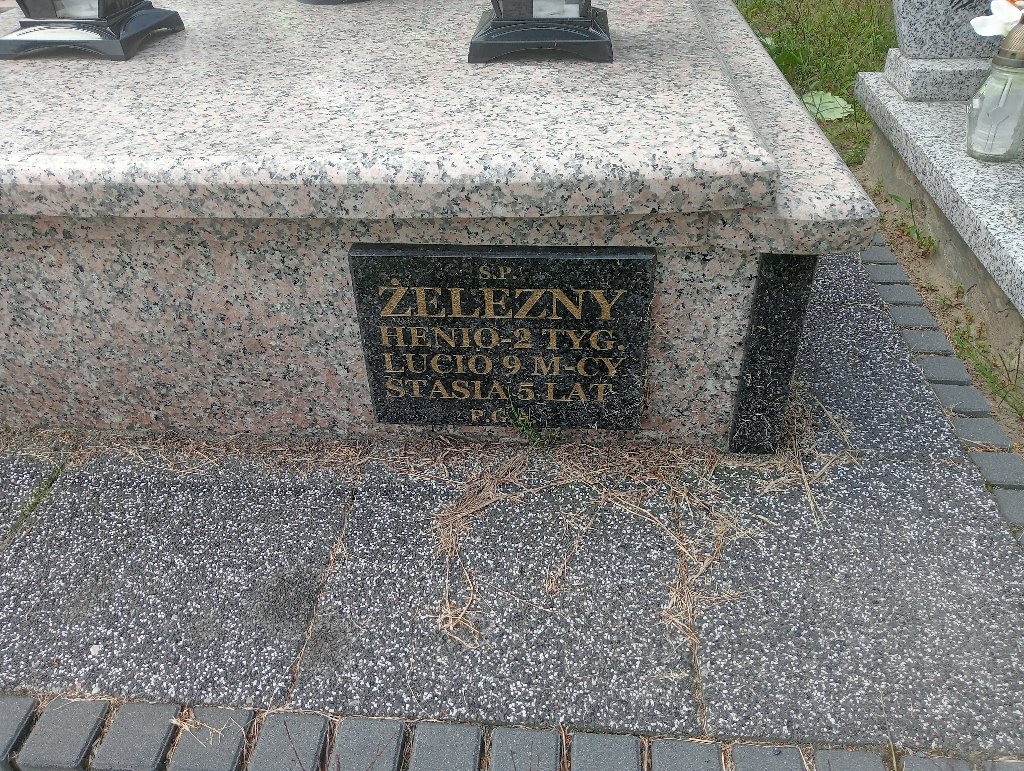 Ś.P.
ŻELEZNY
HENIO-2 TYG.
LUCIO 9 M-CY
STASIA 5 LAT